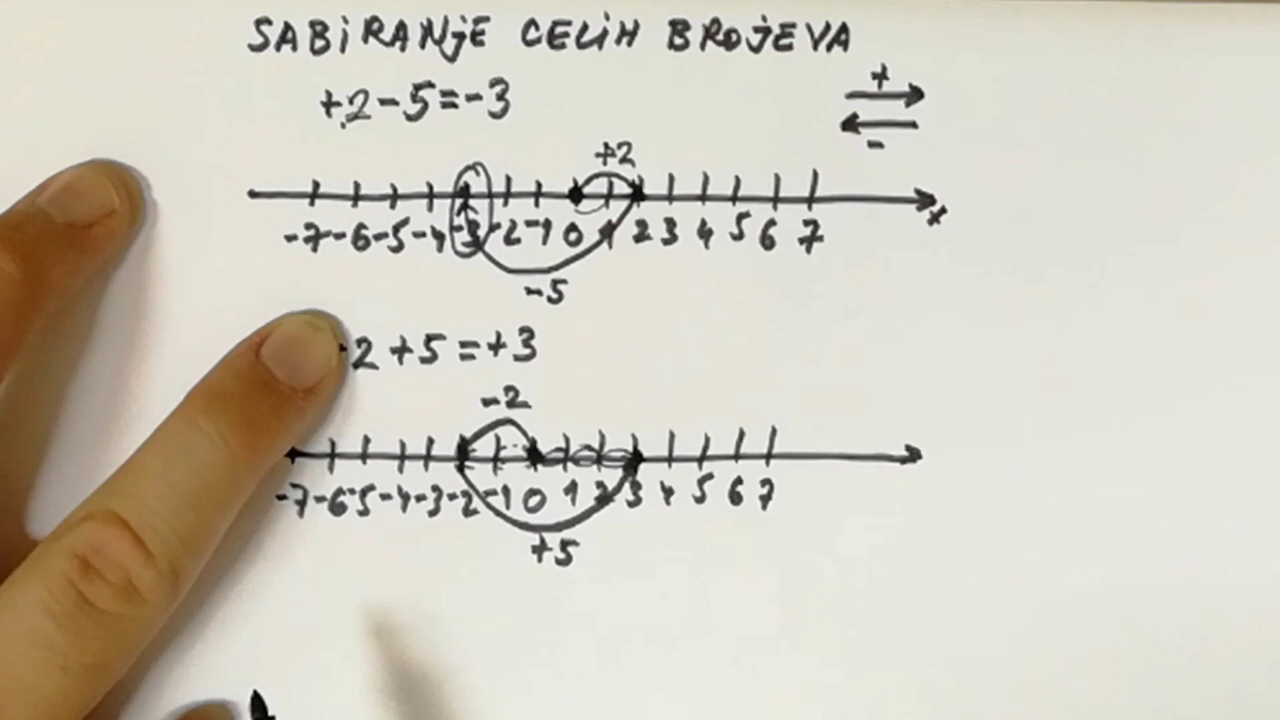 SABIRANJE CELIH BROJEVA
+2-5=-3
+
-
+2
-7 -6 -5 -4 -3 -2 -1 0 1 2 3 4 5 6 7
x
-5
2+5=+3
-2
-7 -6 -5 -4 -3 -2 -1 0 1 2 3 4 5 6 7
+5